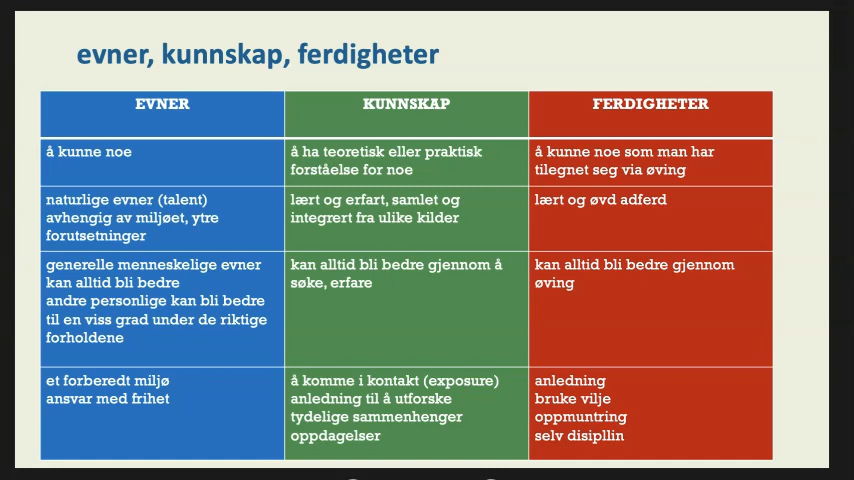 evner, kunnskap, ferdigheter
EVNER
KUNNSKAP
FERDIGHETER
å kunne noe
å ha teoretisk eller praktisk
forståelse for noe
å kunne noe som man har
tilegnet seg via øving
naturlige evner (talent)
avhengig av miljøet, ytre
forutsetninger
lært og erfart, samlet og
integrert fra ulike kilder
lært og øvd adferd
generelle menneskelige evner
kan alltid bli bedre
andre personlige kan bli bedre
til en viss grad under de riktige
forholdene
kan alltid bli bedre gjennom å
søke, erfare
kan alltid bli bedre gjennom
øving
et forberedt miljø
ansvar med frihet
å komme i kontakt (exposure)
anledning til å utforske
tydelige sammenhenger
oppdagelser
anledning
bruke vilje
oppmuntring
selv disipllin